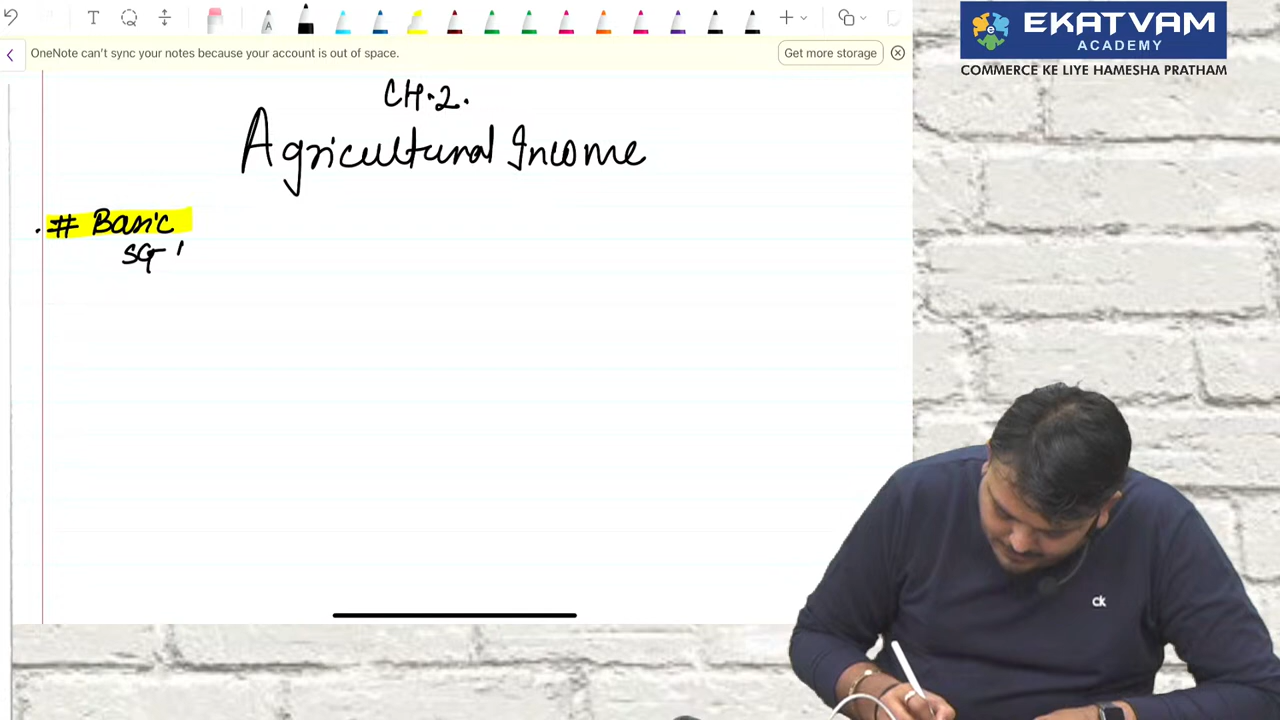 EKATVAM
ACADEMY
COMMERCE KE LIYE HAMESHA PRATHAM
OneNote can't sync your notes because your account is out of space.
Get more storage
CH.2.
Agricultural Income
# Basic
ck